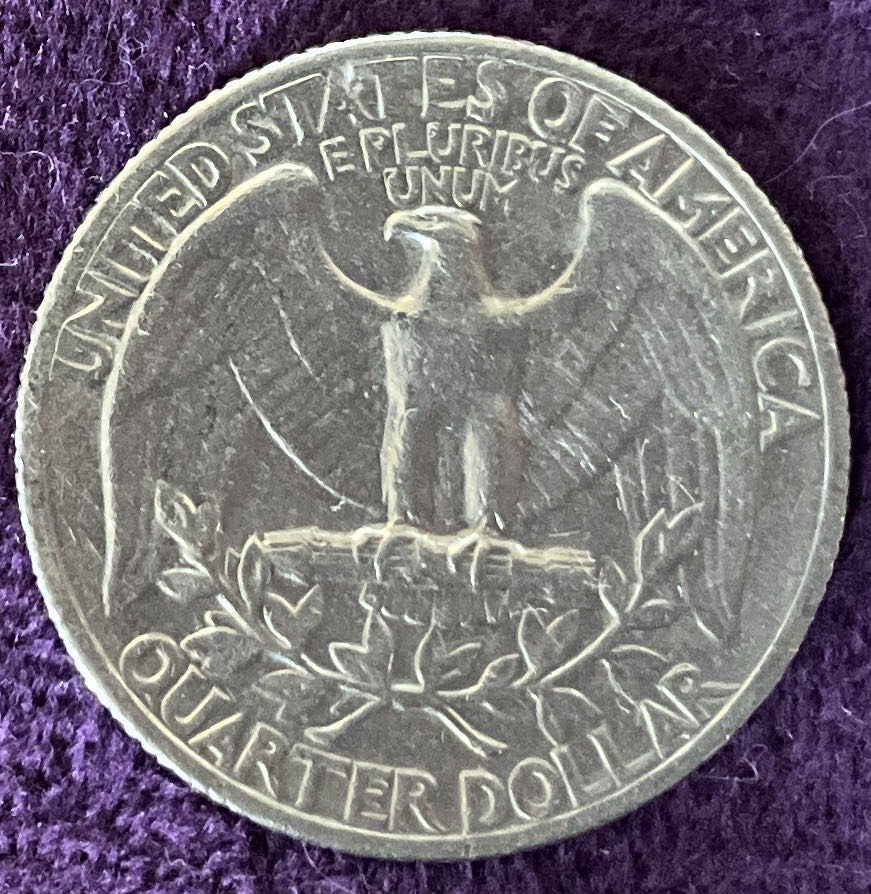 UNITED STATES OF AMERICA
E PLURIBUS
UNUM
QUARTER DOLLAR